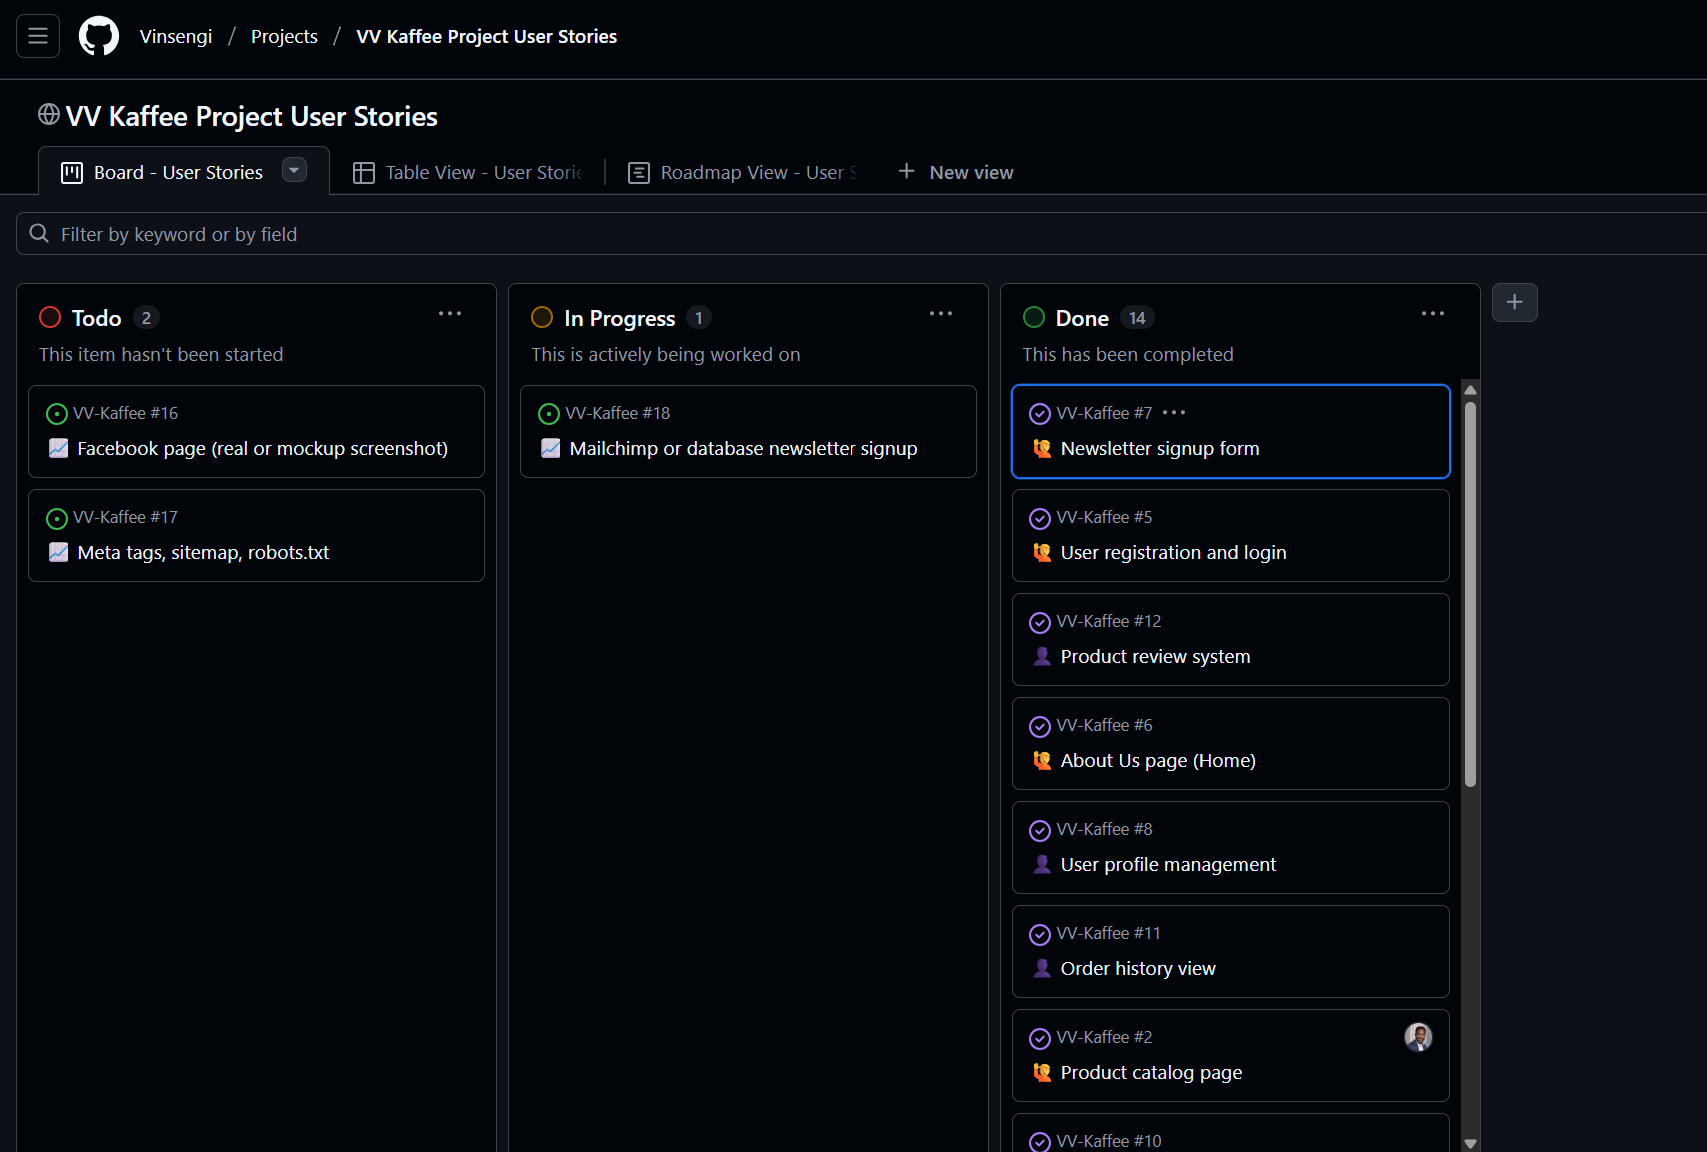 Vinsengi / Projects / VV Kaffee Project User Stories
VV Kaffee Project User Stories
Board - User Stories
Table View - User Storie
Roadmap View - User S
New view
Filter by keyword or by field
Todo 2
This item hasn't been started
VV-Kaffee #16
Facebook page (real or mockup screenshot)
VV-Kaffee #17
Meta tags, sitemap, robots.txt
In Progress 1
This is actively being worked on
VV-Kaffee #18
Mailchimp or database newsletter signup
Done 14
This has been completed
VV-Kaffee #7
Newsletter signup form
VV-Kaffee #5
User registration and login
VV-Kaffee #12
Product review system
VV-Kaffee #6
About Us page (Home)
VV-Kaffee #8
User profile management
VV-Kaffee #11
Order history view
VV-Kaffee #2
Product catalog page
VV-Kaffee #10